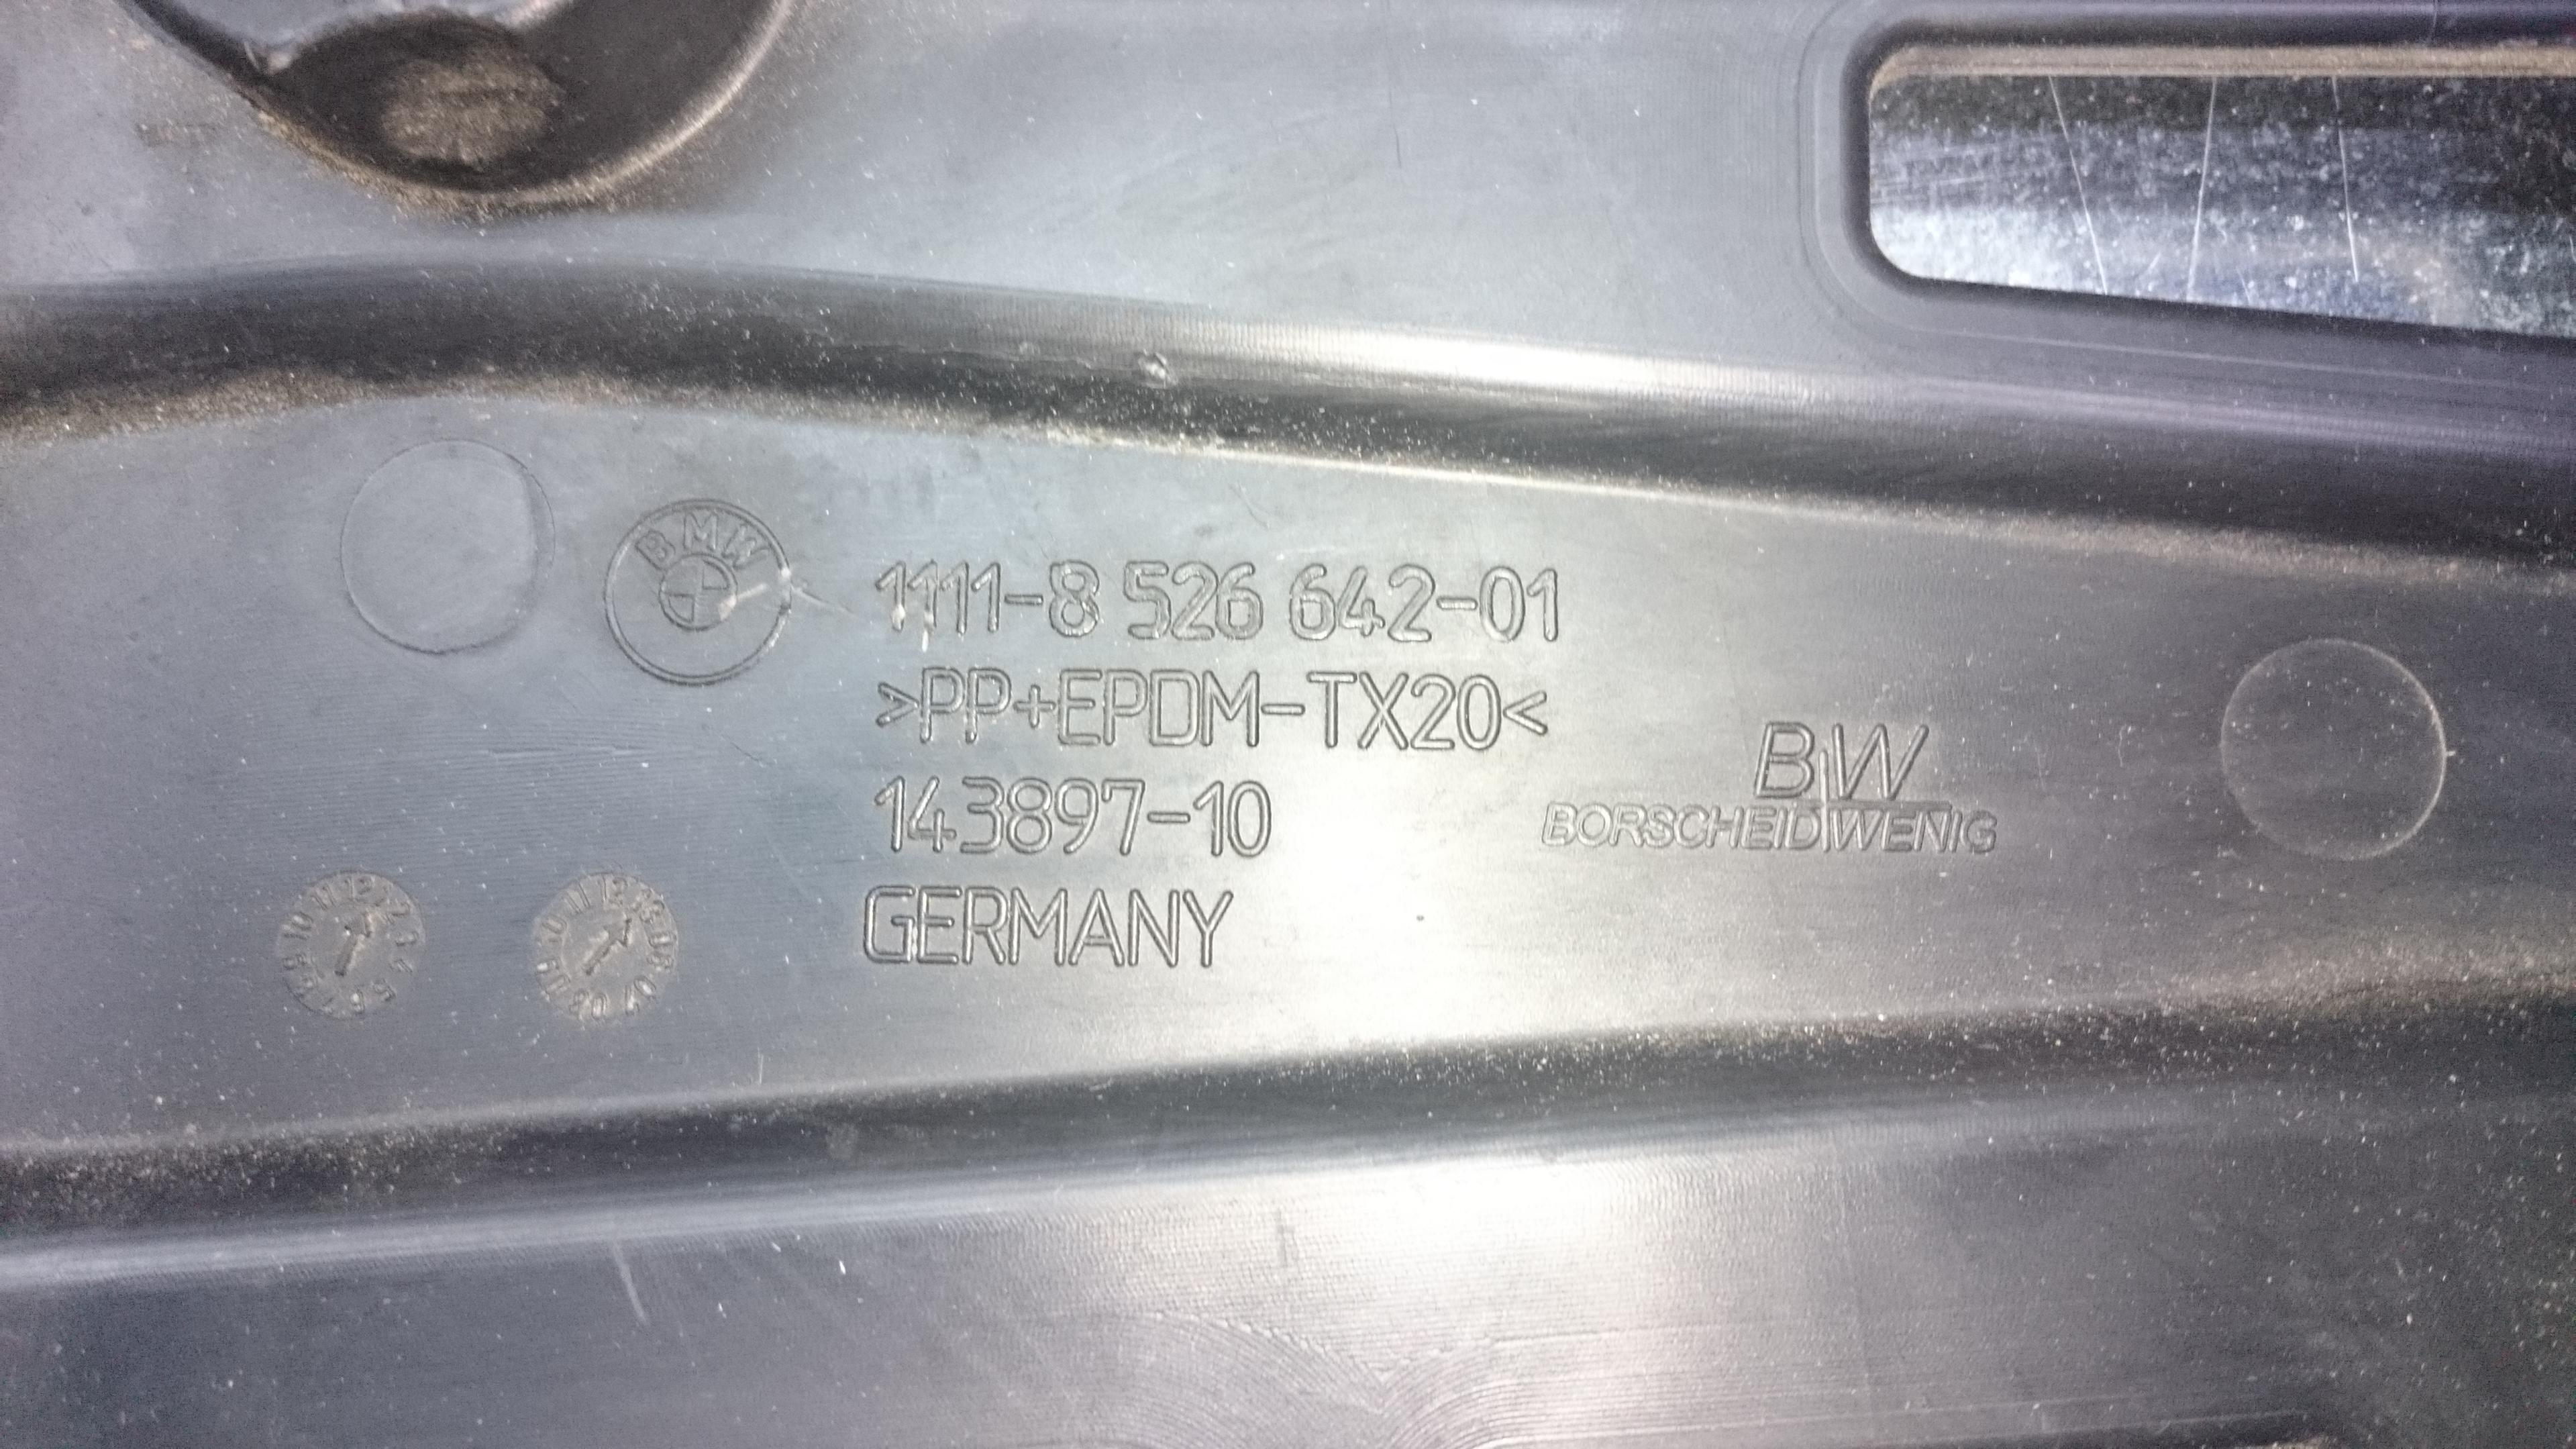 BMW
1111-8 526 642-01
>PP+EPDM-TX20<
143897-10
GERMANY
BW
BORSCHEID WENIG